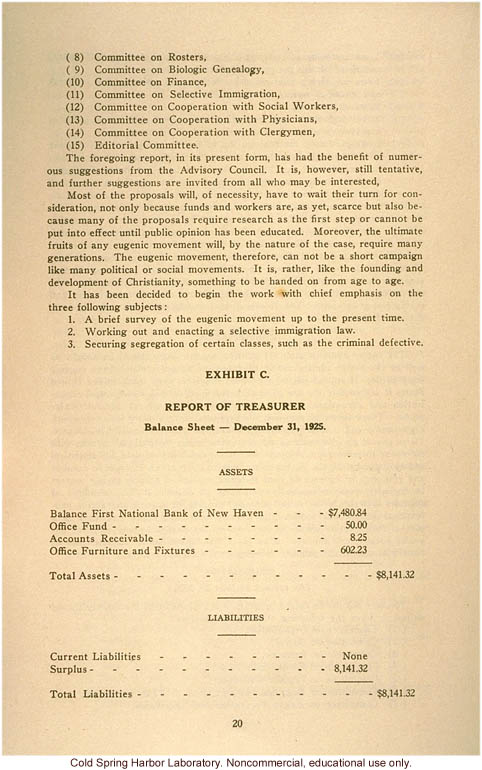 ( 8) Committee on Rosters,
( 9) Committee on Biologic Genealogy,
(10) Committee on Finance,
(11) Committee on Selective Immigration,
(12) Committee on Cooperation with Social Workers,
(13) Committee on Cooperation with Physicians,
(14) Committee on Cooperation with Clergymen,
(15) Editorial Committee.
The foregoing report, in its present form, has had the benefit of numer-
ous suggestions from the Advisory Council. It is, however, still tentative,
and further suggestions are invited from all who may be interested,
Most of the proposals will, of necessity, have to wait their turn for con-
sideration, not only because funds and workers are, as yet, scarce but also be-
cause many of the proposals require research as the first step or cannot be
put into effect until public opinion has been educated. Moreover, the ultimate
fruits of any eugenic movement will, by the nature of the case, require many
generations. The eugenic movement, therefore, can not be a short campaign
like many political or social movements. It is, rather, like the founding and
development of Christianity, something to be handed on from age to age.
It has been decided to begin the work with chief emphasis on the
three following subjects:
1. A brief survey of the eugenic movement up to the present time.
2. Working out and enacting a selective immigration law.
3. Securing segregation of certain classes, such as the criminal defective.
EXHIBIT C.
REPORT OF TREASURER
Balance Sheet — December 31, 1925.
ASSETS
Balance First National Bank of New Haven - - - $7,480.84
Office Fund - - - - - - - - - - 50.00
Accounts Receivable - - - - - - - - 8.25
Office Furniture and Fixtures - - - - - - 602.23
Total Assets - - - - - - - - - - - - $8,141.32
LIABILITIES
Current Liabilities - - - - - - - - None
Surplus - - - - - - - - - - - 8,141.32
Total Liabilities - - - - - - - - - - - $8,141.32
20
Cold Spring Harbor Laboratory. Noncommercial, educational use only.